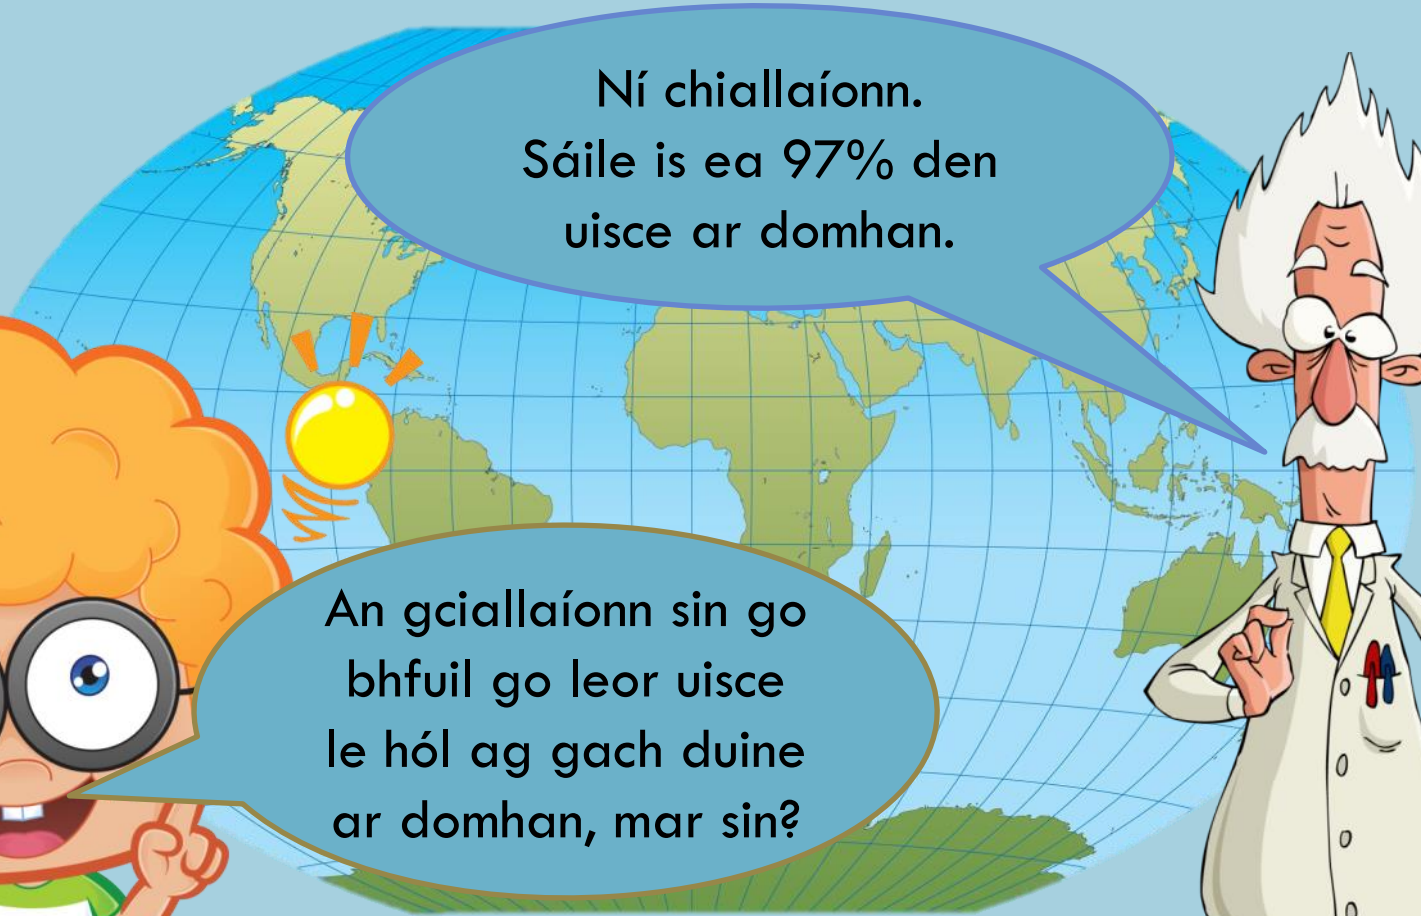 Ní chiallaíonn.
Sáile is ea 97% den
uisce ar domhan.
An gciallaíonn sin go
bhfuil go leor uisce
le hól ag gach duine
ar domhan, mar sin?